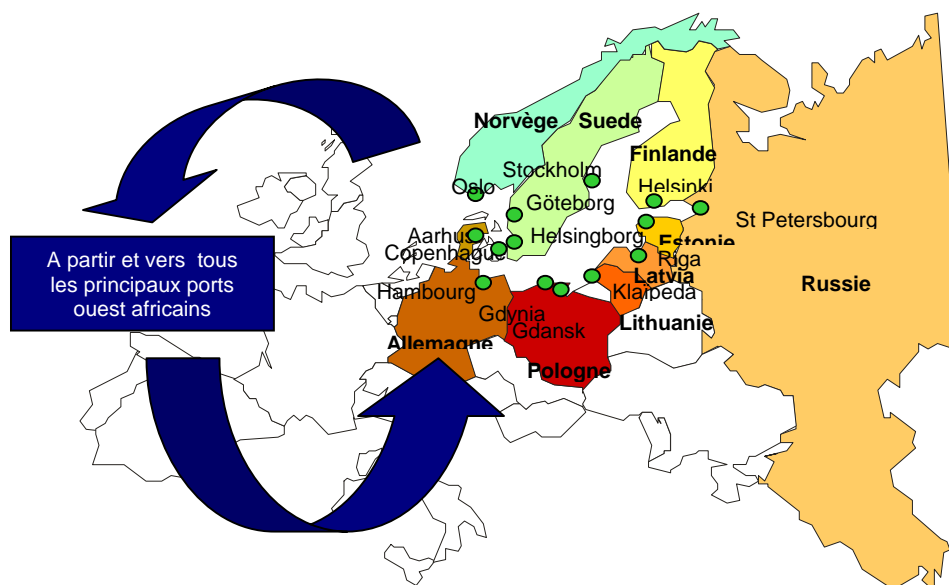 Norvège
Suede
Finlande
Stockholm
Oslo
Helsinki
Göteborg
St Petersbourg
Aarhus
Helsingborg
Estonie
Copenhague
Riga
A partir et vers tous
les principaux ports
ouest africains
Latvia
Russie
Hambourg
Klaïpeda
Gdynia
Lithuanie
Gdansk
Allemagne
Pologne